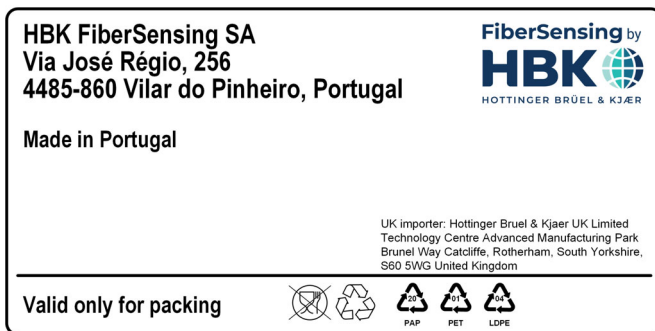 HBK FiberSensing SA
Via José Régio, 256
4485-860 Vilar do Pinheiro, Portugal
Made in Portugal
FiberSensing by
HBK
HOTTINGER BRÜEL & KJÆR
UK importer: Hottinger Bruel & Kjaer UK Limited
Technology Centre Advanced Manufacturing Park
Brunel Way Catcliffe, Rotherham, South Yorkshire,
S60 5WG United Kingdom
Valid only for packing
20 01 04
PAP PET LDPE